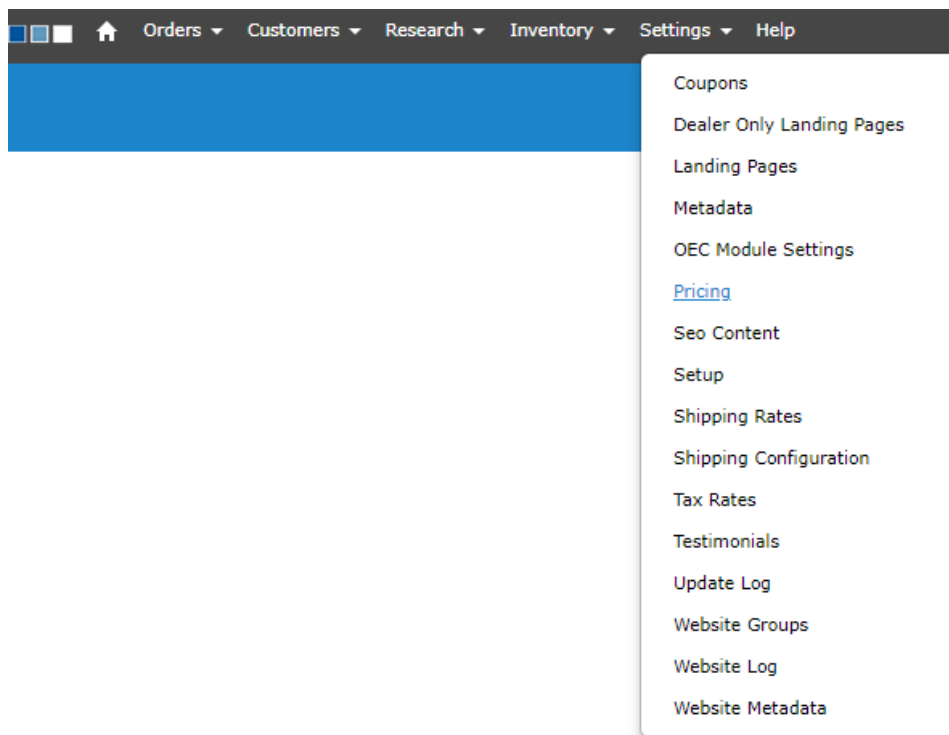 Orders Customers Research Inventory Settings Help
Coupons
Dealer Only Landing Pages
Landing Pages
Metadata
OEC Module Settings
Pricing
Seo Content
Setup
Shipping Rates
Shipping Configuration
Tax Rates
Testimonials
Update Log
Website Groups
Website Log
Website Metadata